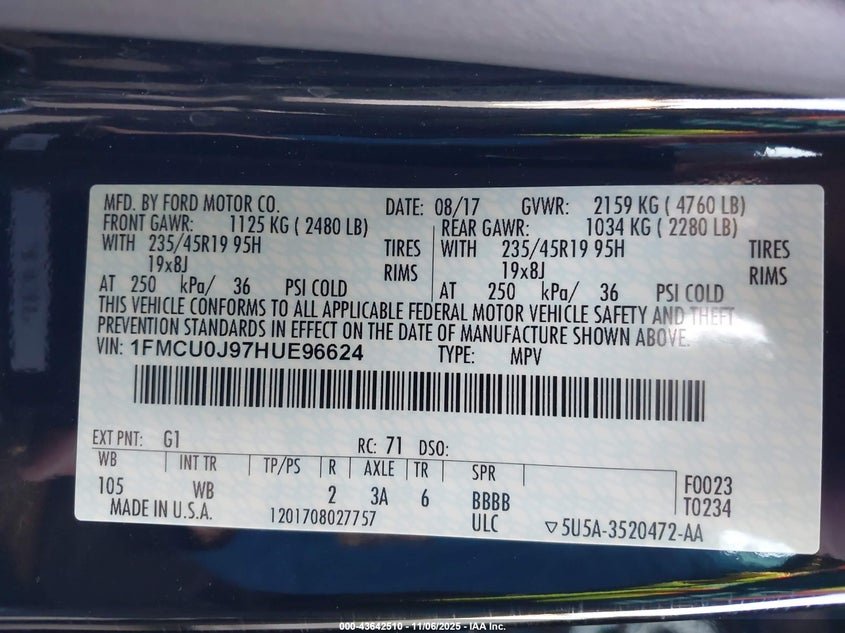 MFD. BY FORD MOTOR CO. DATE: 08/17 GVWR: 2159 KG ( 4760 LB)
FRONT GAWR: 1125 KG ( 2480 LB) REAR GAWR: 1034 KG ( 2280 LB)
WITH 235/45R19 95H TIRES WITH 235/45R19 95H TIRES
19x8J RIMS 19x8J RIMS
AT 250 kPa/ 36 PSI COLD AT 250 kPa/ 36 PSI COLD
THIS VEHICLE CONFORMS TO ALL APPLICABLE FEDERAL MOTOR VEHICLE SAFETY AND THEFT
PREVENTION STANDARDS IN EFFECT ON THE DATE OF MANUFACTURE SHOWN ABOVE.
VIN: 1FMCU0J97HUE96624 TYPE: MPV
EXT PNT: G1 RC: 71 DSO:
WB INT TR TP/PS R AXLE TR SPR
105 WB 2 3A 6 BBBB F0023
MADE IN U.S.A. 1201708027757 ULC T0234
▽5U5A-3520472-AA
000-43642510 - 11/06/2025 - IAA Inc.